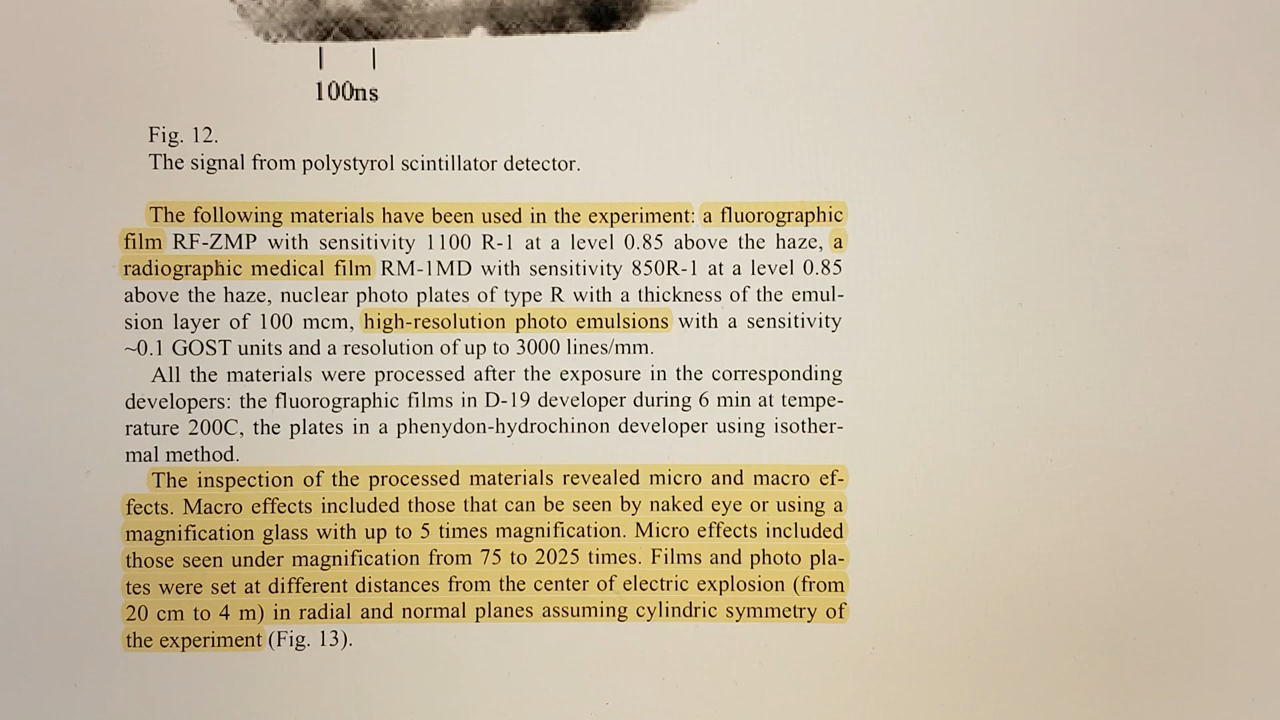 100ns
Fig. 12.
The signal from polystyrol scintillator detector.
The following materials have been used in the experiment: a fluorographic
film RF-ZMP with sensitivity 1100 R-1 at a level 0.85 above the haze, a
radiographic medical film RM-1MD with sensitivity 850R-1 at a level 0.85
above the haze, nuclear photo plates of type R with a thickness of the emul-
sion layer of 100 mcm, high-resolution photo emulsions with a sensitivity
~0.1 GOST units and a resolution of up to 3000 lines/mm.
All the materials were processed after the exposure in the corresponding
developers: the fluorographic films in D-19 developer during 6 min at tempe-
rature 200C, the plates in a phenydon-hydrochinon developer using isother-
mal method.
The inspection of the processed materials revealed micro and macro ef-
fects. Macro effects included those that can be seen by naked eye or using a
magnification glass with up to 5 times magnification. Micro effects included
those seen under magnification from 75 to 2025 times. Films and photo pla-
tes were set at different distances from the center of electric explosion (from
20 cm to 4 m) in radial and normal planes assuming cylindric symmetry of
the experiment (Fig. 13).